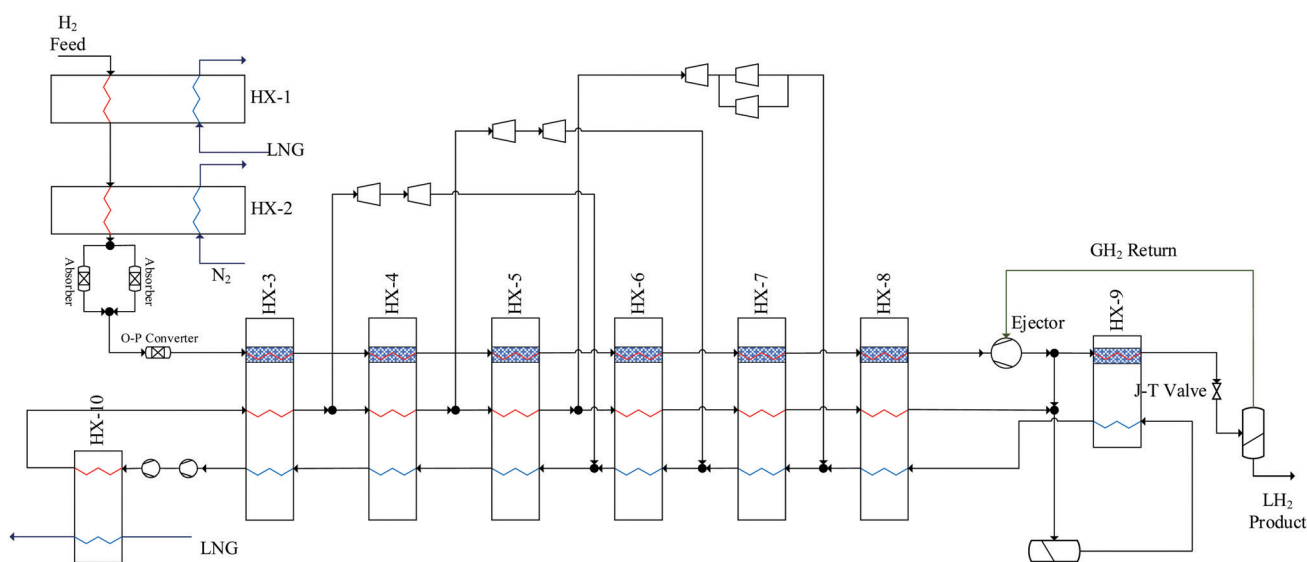 H₂
Feed
HX-1
LNG
HX-2
N₂
Absorber
Absorber
O-P Converter
HX-3
HX-4
HX-5
HX-6
HX-7
HX-8
GH₂ Return
Ejector
HX-9
J-T Valve
LH₂
Product
HX-10
LNG